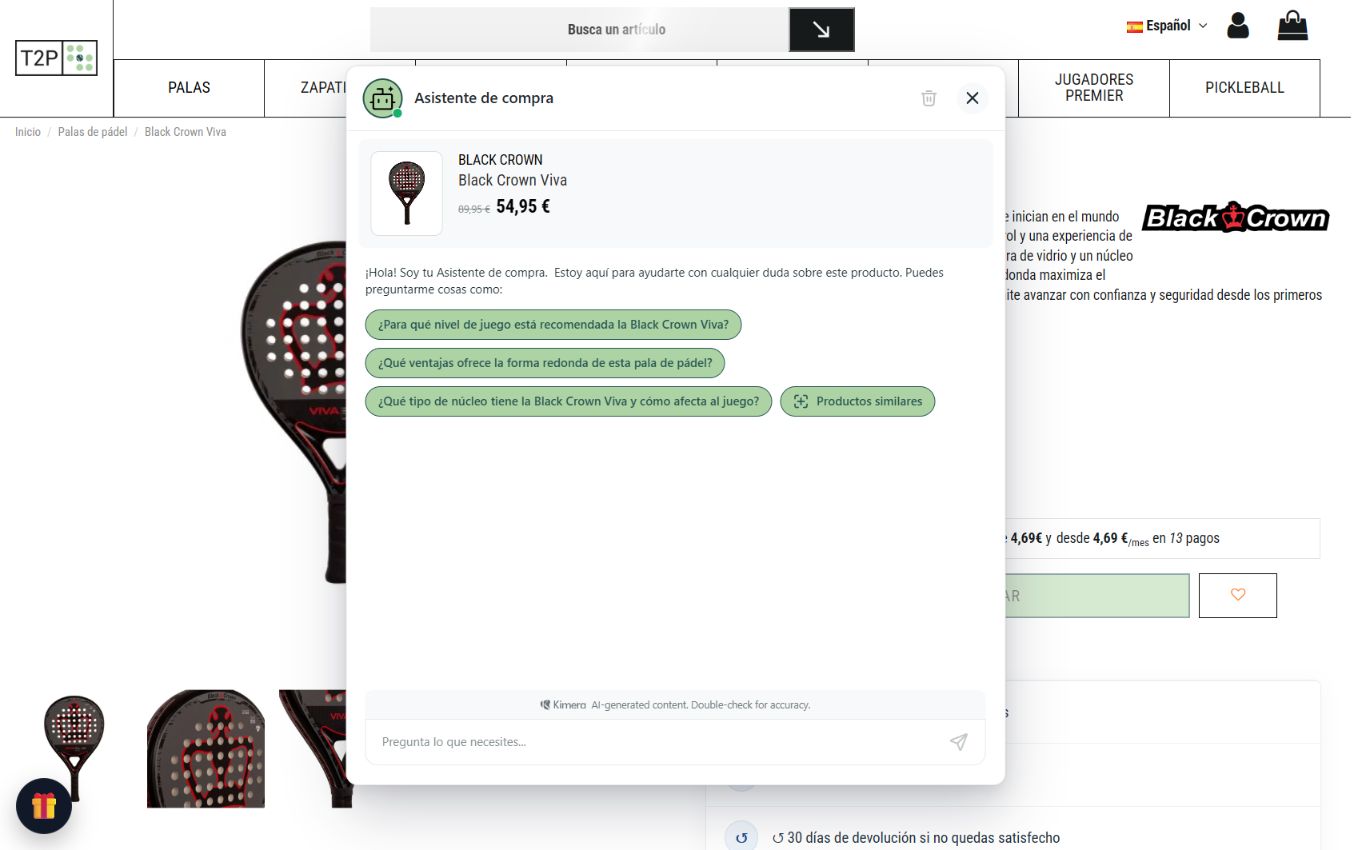 Busca un artículo
Español
T2P
PALAS
ZAPATI
JUGADORES
PREMIER
PICKLEBALL
Inicio / Palas de pádel / Black Crown Viva
Asistente de compra
BLACK CROWN
Black Crown Viva
89,95 € 54,95 €
¡Hola! Soy tu Asistente de compra. Estoy aquí para ayudarte con cualquier duda sobre este producto. Puedes
preguntarme cosas como:
¿Para qué nivel de juego está recomendada la Black Crown Viva?
¿Qué ventajas ofrece la forma redonda de esta pala de pádel?
¿Qué tipo de núcleo tiene la Black Crown Viva y cómo afecta al juego?
Productos similares
Kimera AI-generated content. Double-check for accuracy.
Pregunta lo que necesites...
Black Crown
e inician en el mundo
ol y una experiencia de
ra de vidrio y un núcleo
donda maximiza el
ite avanzar con confianza y seguridad desde los primeros
4,69€ y desde 4,69 €/mes en 13 pagos
AR
VIVA
30 días de devolución si no quedas satisfecho